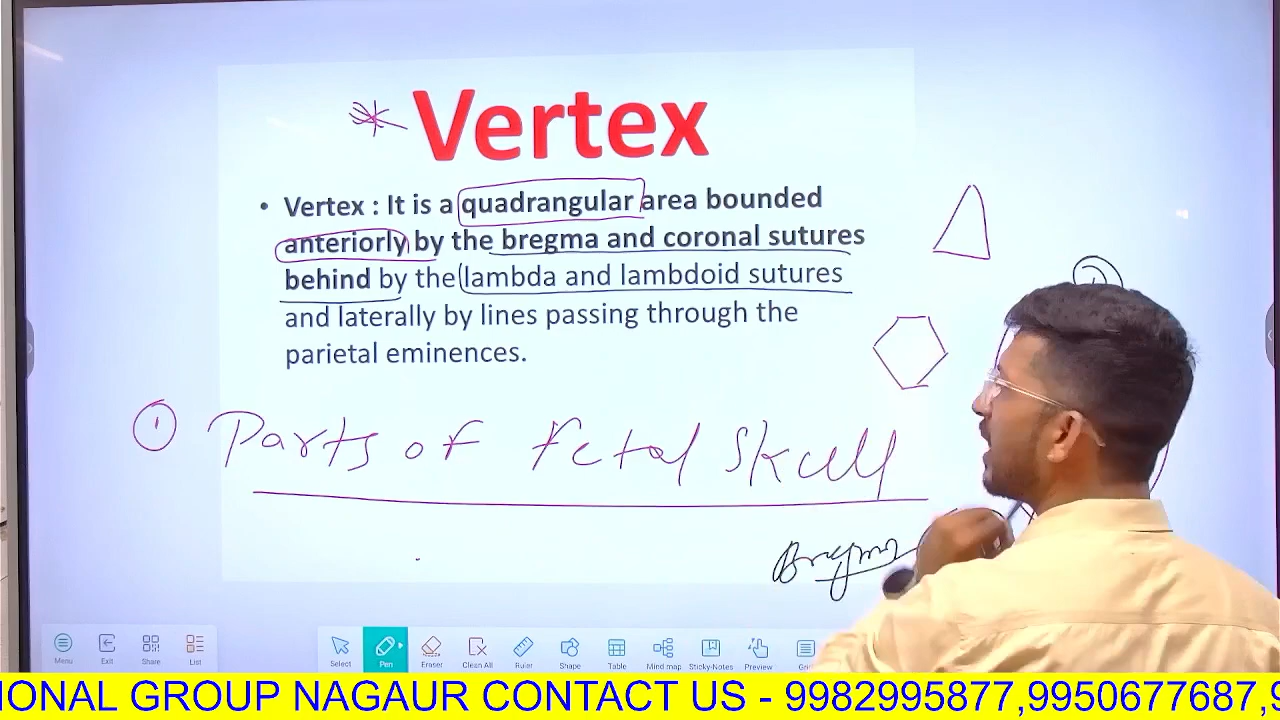 Vertex
• Vertex : It is a quadrangular area bounded
anteriorly by the bregma and coronal sutures
behind by the lambda and lambdoid sutures
and laterally by lines passing through the
parietal eminences.
① Parts of Fetal Skull
Bregma
Menu Exit Share List Select Pen Eraser Clean All Ruler Shape Table Mind map Sticky-Notes Preview
IONAL GROUP NAGAUR CONTACT US - 9982995877,9950677687,9